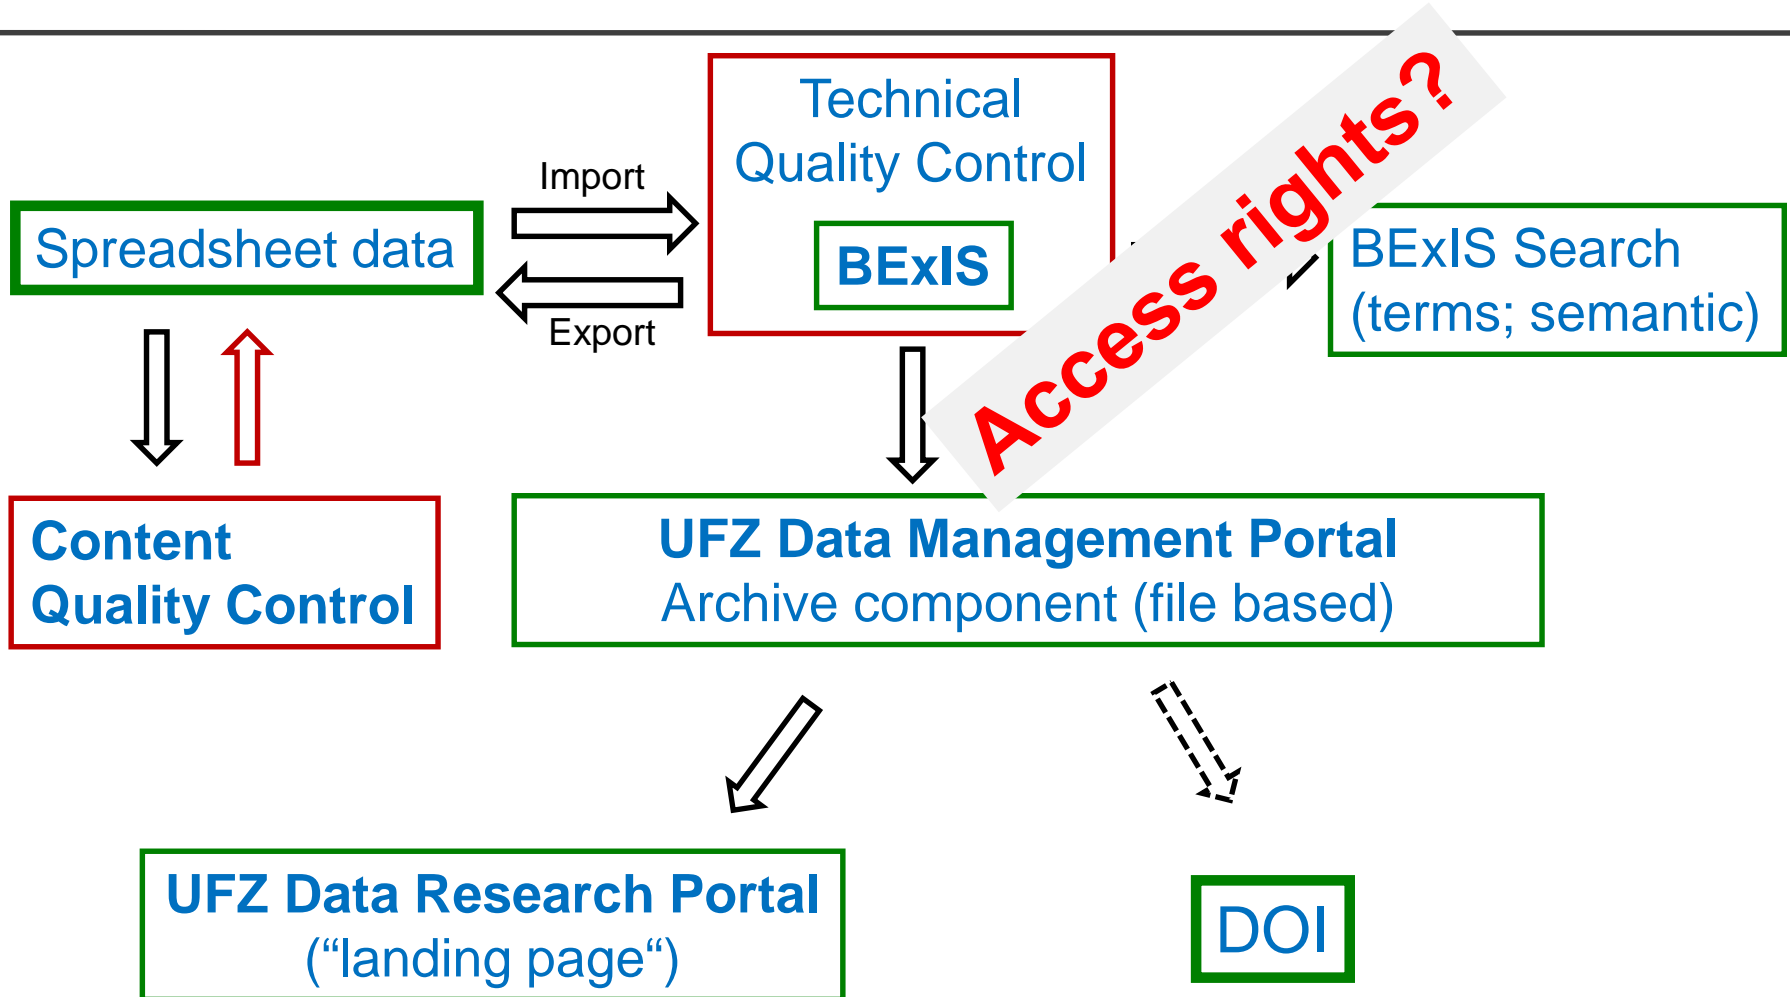 Technical
Quality Control
BExIS
Access rights?
Import
Export
Spreadsheet data
BExIS Search
(terms; semantic)
Content
Quality Control
UFZ Data Management Portal
Archive component (file based)
UFZ Data Research Portal
(“landing page“)
DOI